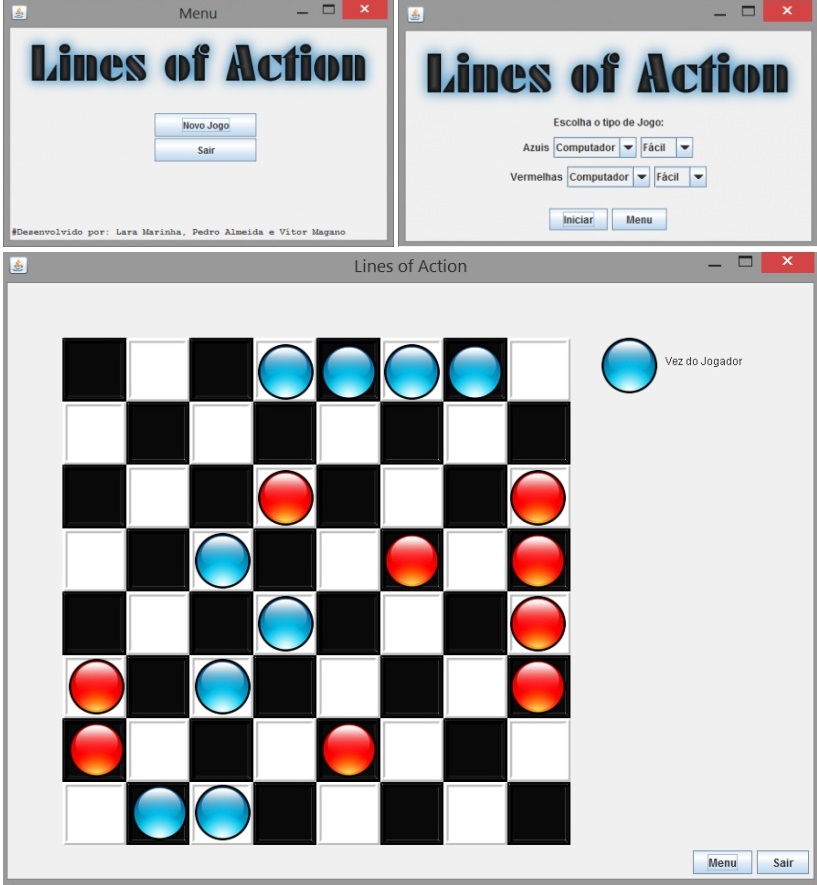 Menu
Lines of Action
Novo Jogo
Sair
#Desenvolvido por: Lara Marinha, Pedro Almeida e Vitor Magano
Lines of Action
Escolha o tipo de Jogo:
Azuis Computador Fácil
Vermelhas Computador Fácil
Iniciar Menu
Lines of Action
Vez do Jogador
Menu Sair